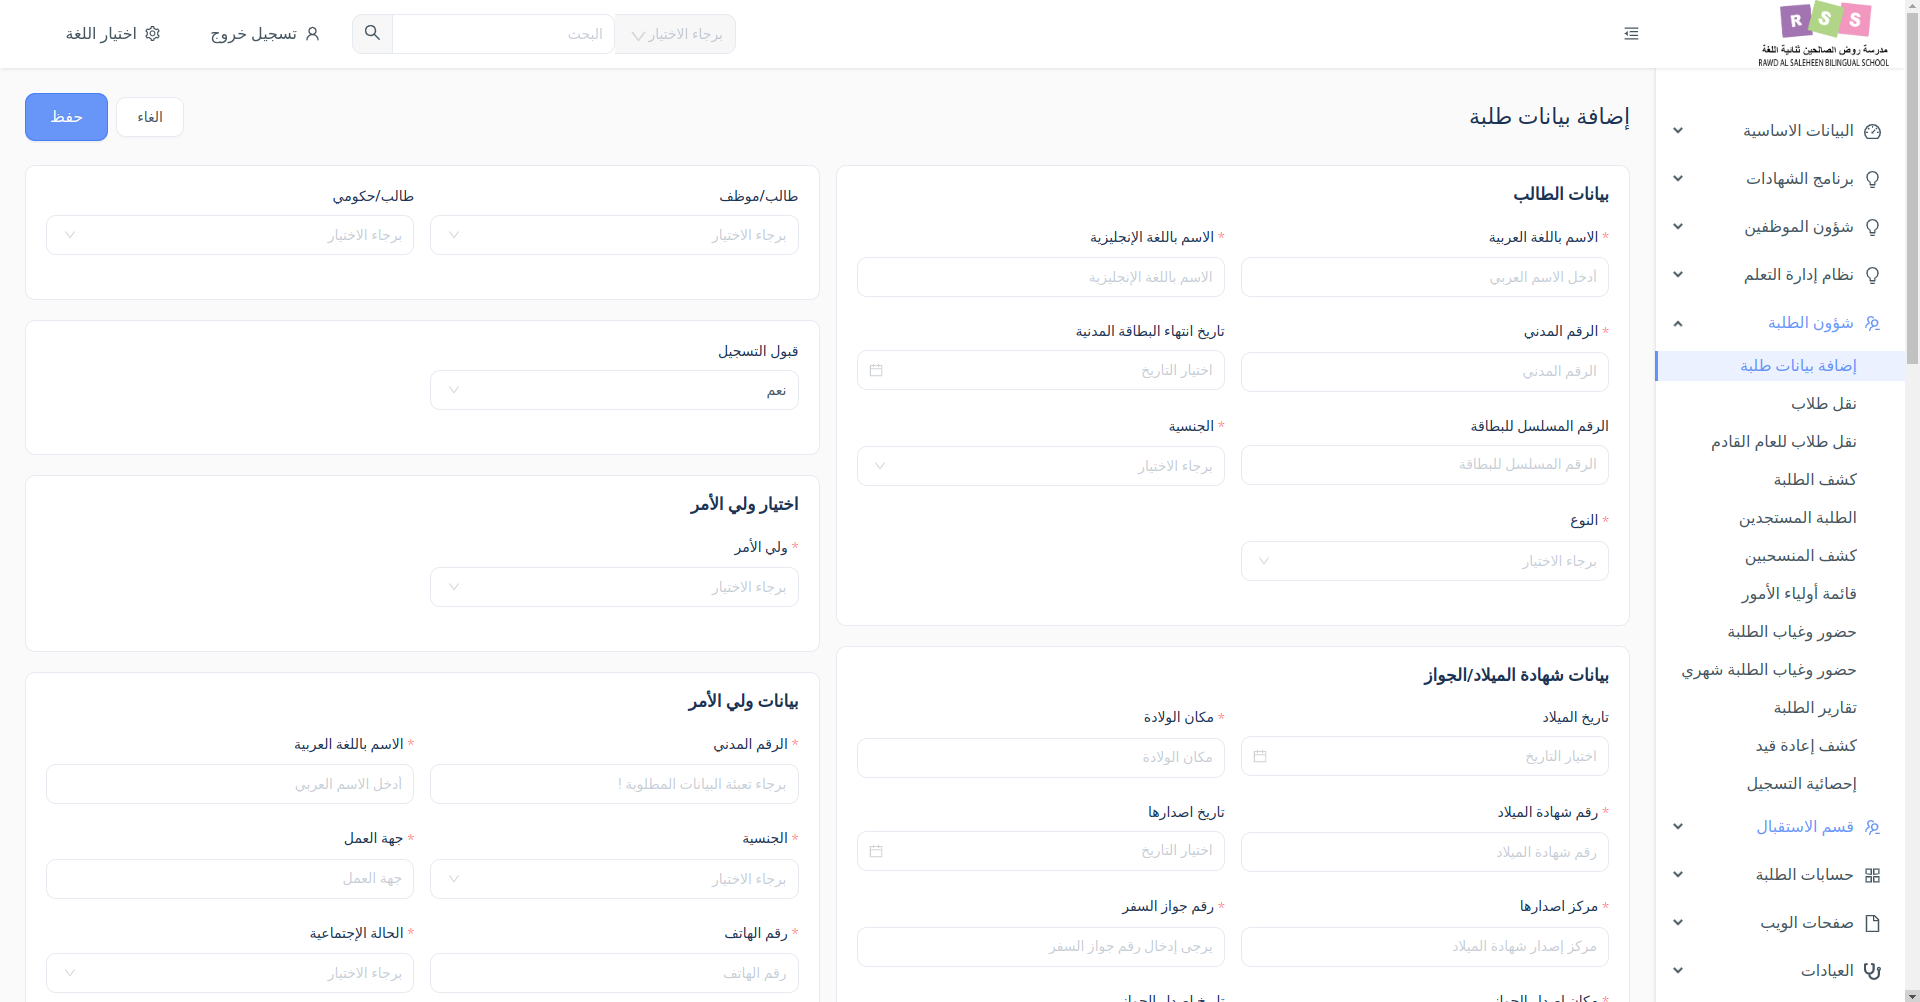 RSS
مدرسة روض الصالحين ثنائية اللغة
RAWD AL SALEHEEN BILINGUAL SCHOOL
برجاء الاختيار
البحث
تسجيل خروج
اختيار اللغة
البيانات الاساسية
برنامج الشهادات
شؤون الموظفين
نظام إدارة التعلم
شؤون الطلبة
إضافة بيانات طلبة
نقل طلاب
نقل طلاب للعام القادم
كشف الطلبة
الطلبة المستجدين
كشف المنسحبين
قائمة أولياء الأمور
حضور وغياب الطلبة
حضور وغياب الطلبة شهري
تقارير الطلبة
كشف إعادة قيد
إحصائية التسجيل
قسم الاستقبال
حسابات الطلبة
صفحات الويب
العيادات
إضافة بيانات طلبة
الغاء
حفظ
بيانات الطالب
* الاسم باللغة العربية
* الاسم باللغة الإنجليزية
أدخل الاسم العربي
الاسم باللغة الإنجليزية
* الرقم المدني
تاريخ انتهاء البطاقة المدنية
الرقم المدني
اختيار التاريخ
الرقم المسلسل للبطاقة
* الجنسية
الرقم المسلسل للبطاقة
برجاء الاختيار
* النوع
برجاء الاختيار
بيانات شهادة الميلاد/الجواز
تاريخ الميلاد
* مكان الولادة
اختيار التاريخ
مكان الولادة
* رقم شهادة الميلاد
تاريخ اصدارها
رقم شهادة الميلاد
اختيار التاريخ
* مركز اصدارها
* رقم جواز السفر
مركز إصدار شهادة الميلاد
يرجى إدخال رقم جواز السفر
* مكان اصدار الجواز
تاريخ اصدار الجواز
طالب/موظف
طالب/حكومي
برجاء الاختيار
برجاء الاختيار
قبول التسجيل
نعم
اختيار ولي الأمر
* ولي الأمر
برجاء الاختيار
بيانات ولي الأمر
* الرقم المدني
* الاسم باللغة العربية
برجاء تعبئة البيانات المطلوبة !
أدخل الاسم العربي
* الجنسية
* جهة العمل
برجاء الاختيار
جهة العمل
* رقم الهاتف
* الحالة الإجتماعية
رقم الهاتف
برجاء الاختيار